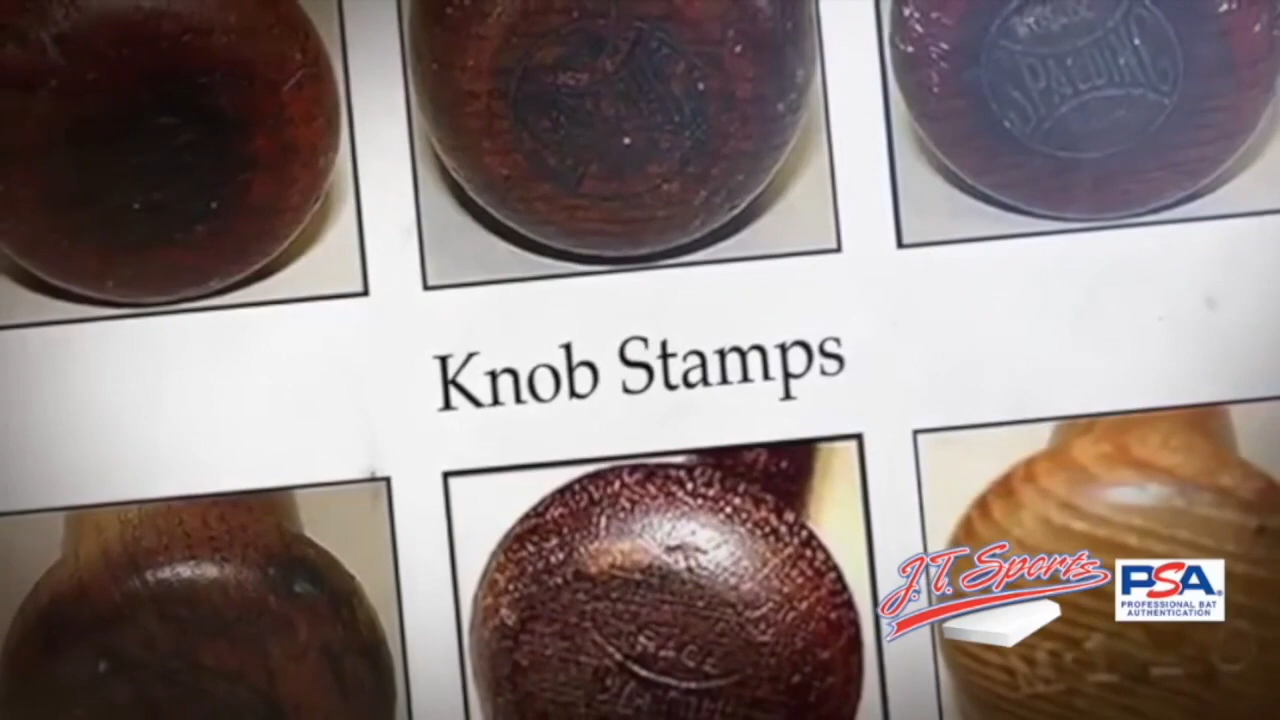 SPALDING
Knob Stamps
J.T. Sports
PSA
PROFESSIONAL BAT
AUTHENTICATION